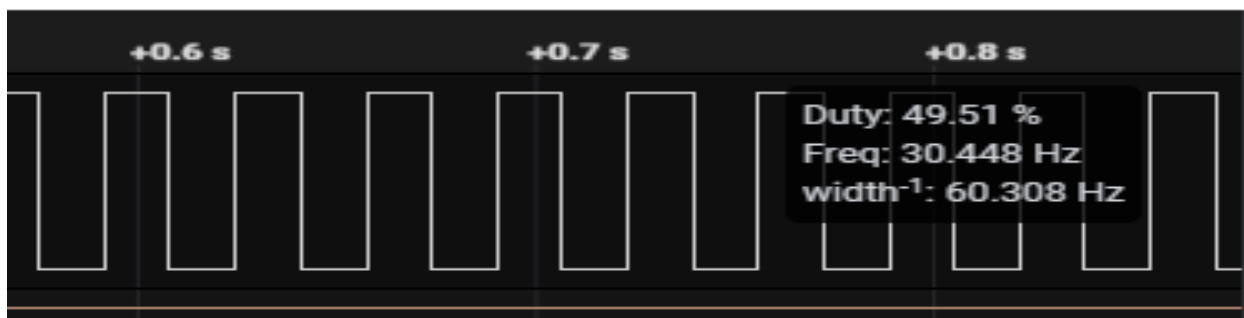 +0.6 s +0.7 s +0.8 s
Duty: 49.51 %
Freq: 30.448 Hz
width⁻¹: 60.308 Hz